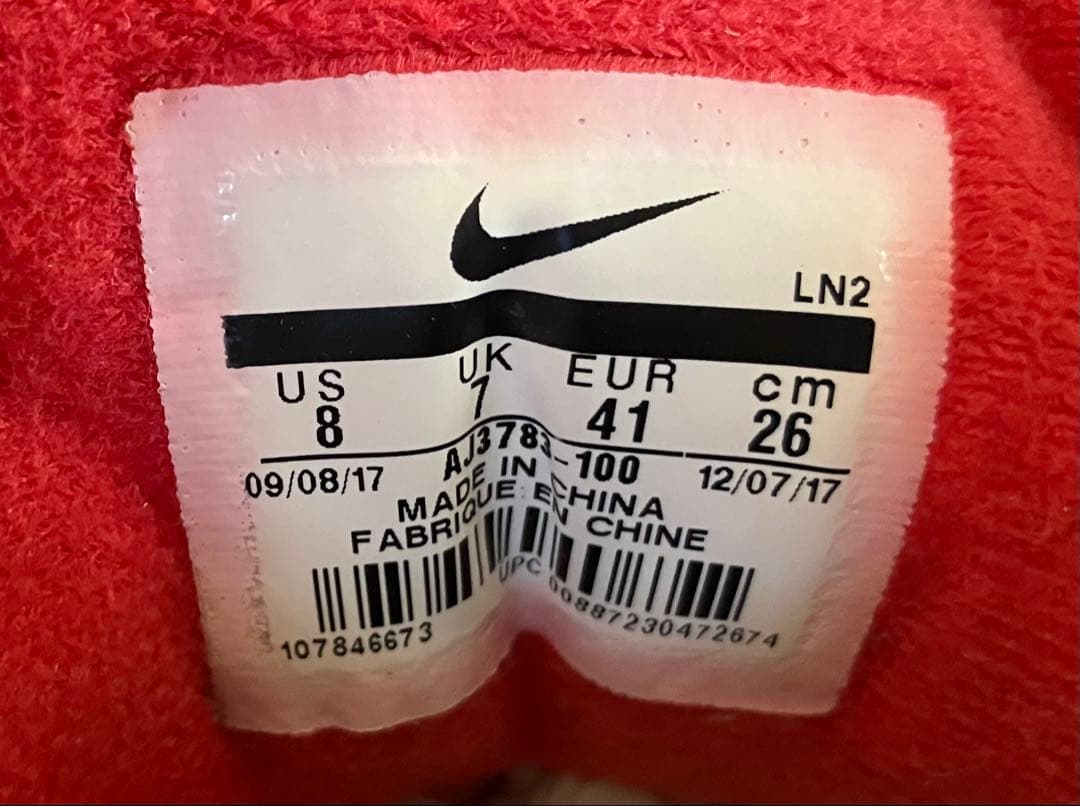 LN2
US UK EUR cm
8 7 41 26
09/08/17 AJ3783-100 12/07/17
MADE IN CHINA
FABRIQUE EN CHINE
UPC 00887230472674
107846673